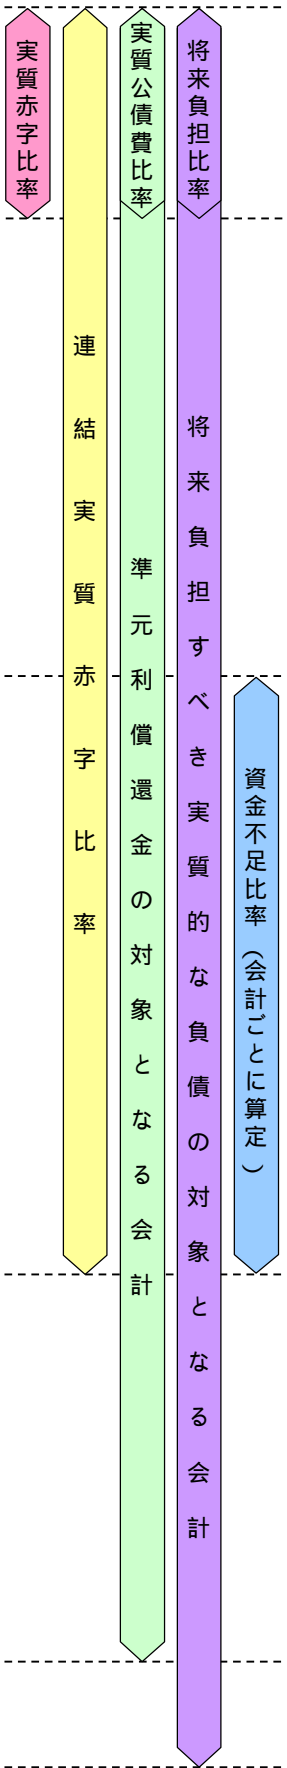 実質赤字比率
連結実質赤字比率
実質公債費比率
準元利償還金の対象となる会計
将来負担比率
将来負担すべき実質的な負債の対象となる会計
資金不足比率（会計ごとに算定）